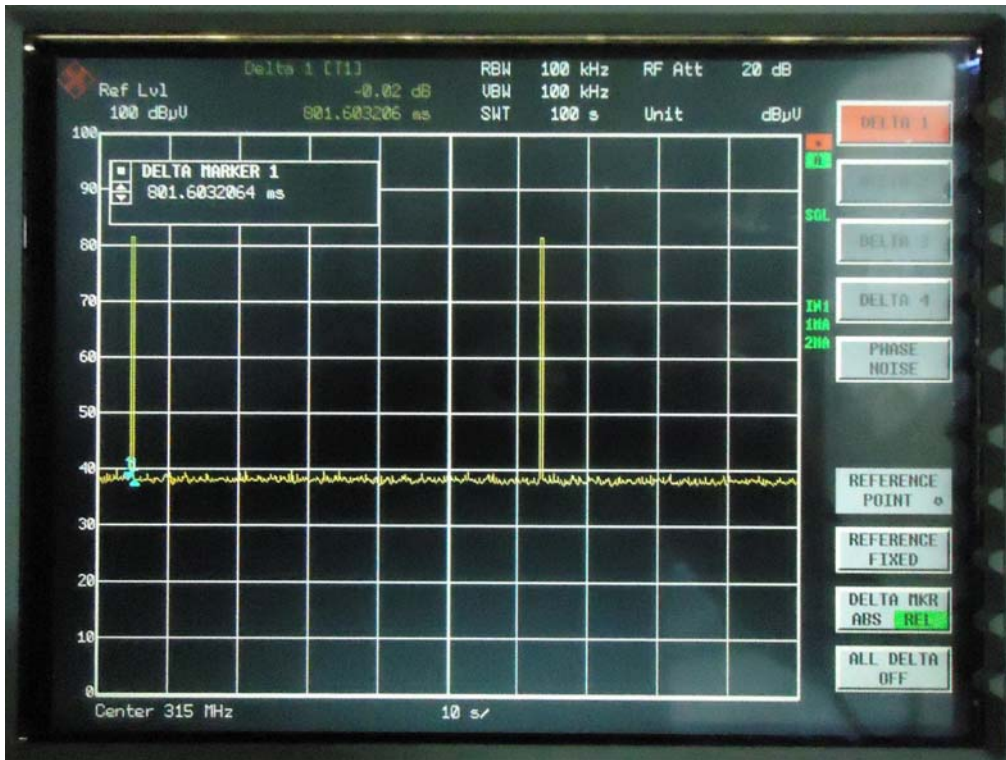 Delta 1 [T1]
RBW 100 kHz RF Att 20 dB
Ref Lvl
-0.02 dB
VBW 100 kHz
100 dBµV
801.603206 ms
SWT 100 s Unit dBµV
100
90
80
70
60
50
40
30
20
10
0
DELTA MARKER 1
801.6032064 ms
1
A
SGL
IN1
1MA
2MA
Center 315 MHz
10 s/
DELTA 1
DELTA 3
DELTA 4
PHASE
NOISE
REFERENCE
POINT
REFERENCE
FIXED
DELTA MKR
ABS REL
ALL DELTA
OFF